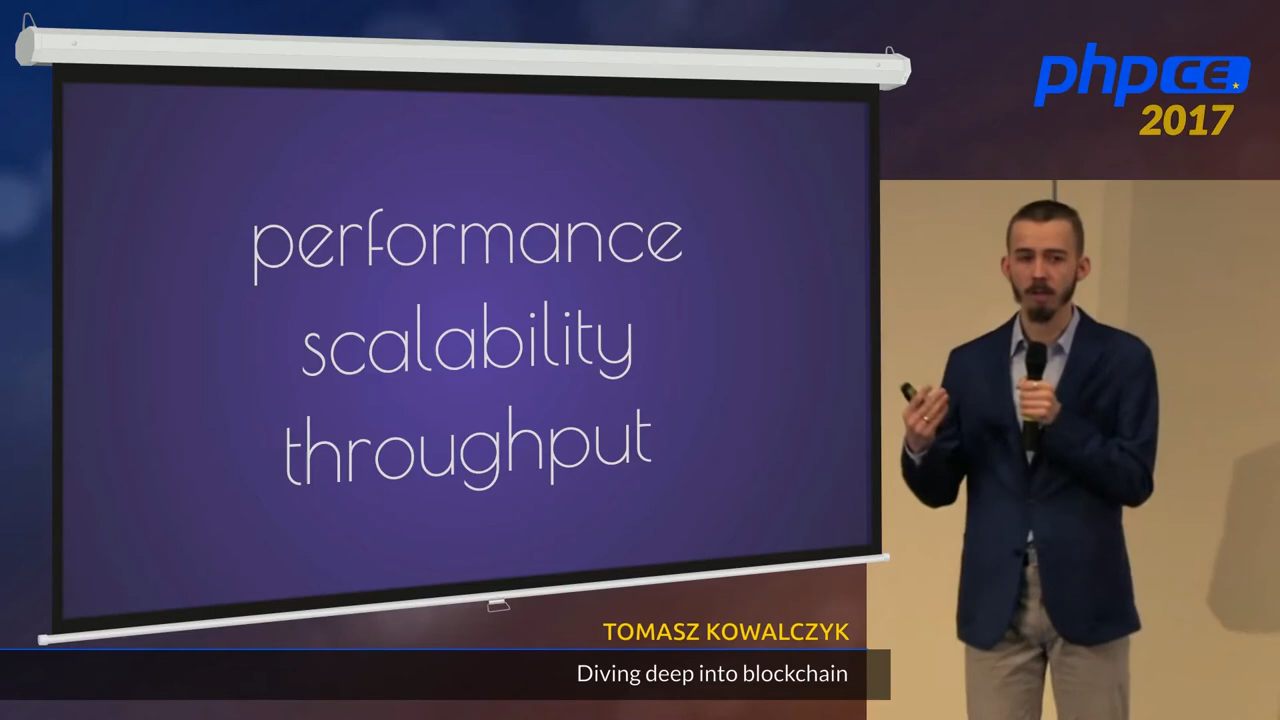 phpCE
2017
performance
scalability
throughput
TOMASZ KOWALCZYK
Diving deep into blockchain